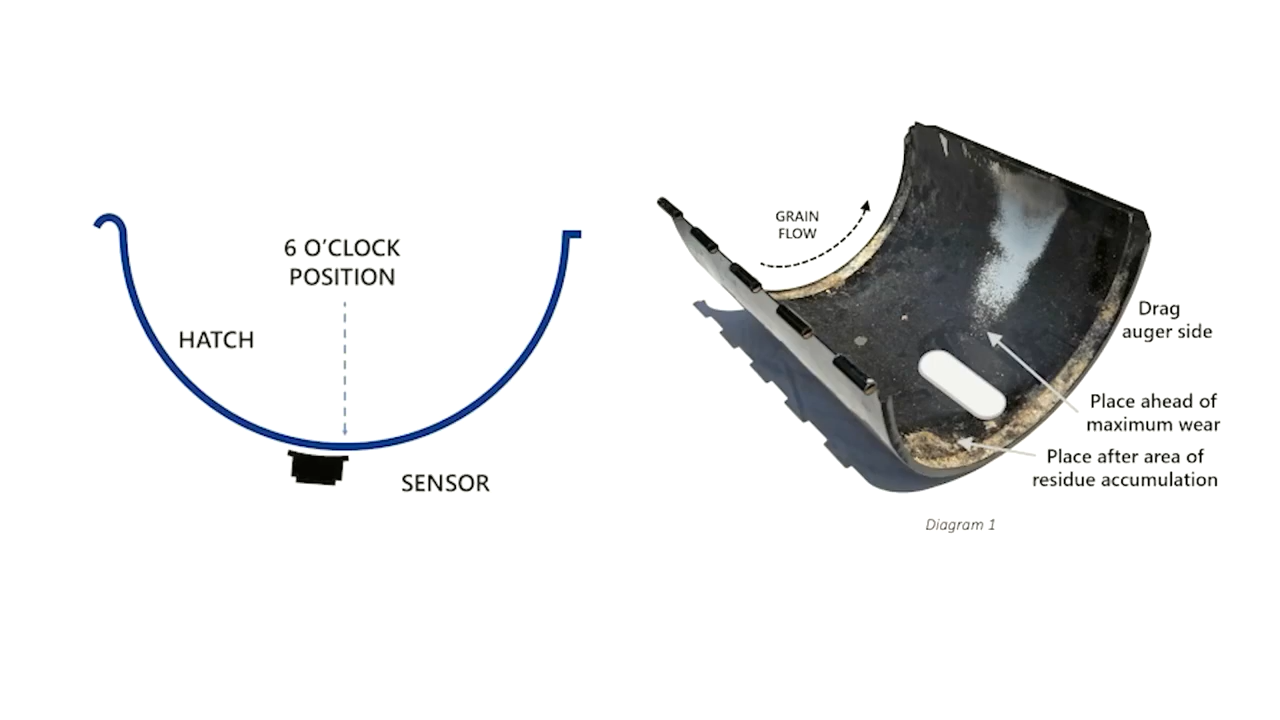 6 O’CLOCK
POSITION
HATCH
SENSOR
GRAIN
FLOW
Drag
auger side
Place ahead of
maximum wear
Place after area of
residue accumulation
Diagram 1